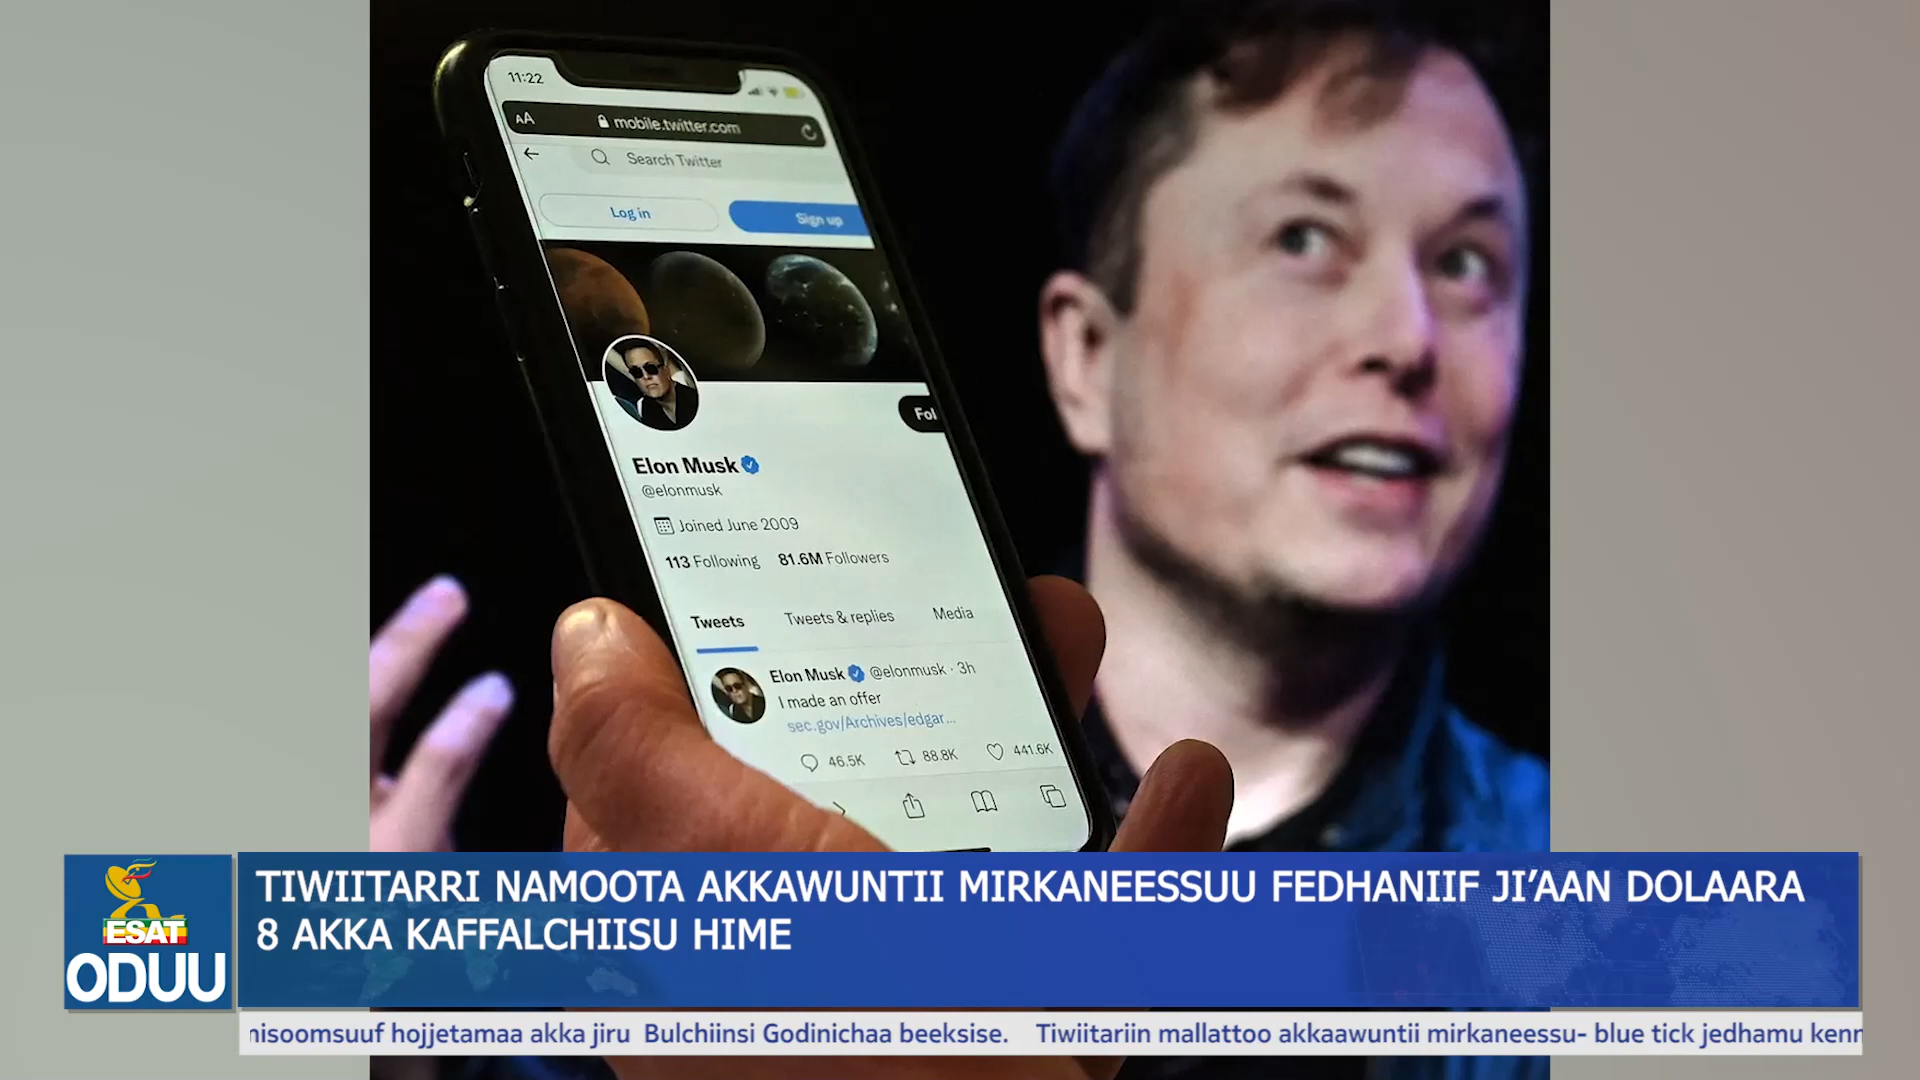 11:22
AA mobile.twitter.com
Search Twitter
Log in
Sign up
Fol
Elon Musk
@elonmusk
Joined June 2009
113 Following 81.6M Followers
Tweets Tweets & replies Media
Elon Musk @elonmusk · 3h
I made an offer
sec.gov/Archives/edgar...
46.5K 88.8K 441.6K
ESAT
ODUU
TIWIITARRI NAMOOTA AKKAWUNTII MIRKANEESSUU FEDHANIIF JI’AAN DOLAARA
8 AKKA KAFFALCHIISU HIME
nisoomsuuf hojjetamaa akka jiru Bulchiinsi Godinichaa beeksise. Tiwiitariin mallattoo akkaawuntii mirkaneessu- blue tick jedhamu kenn